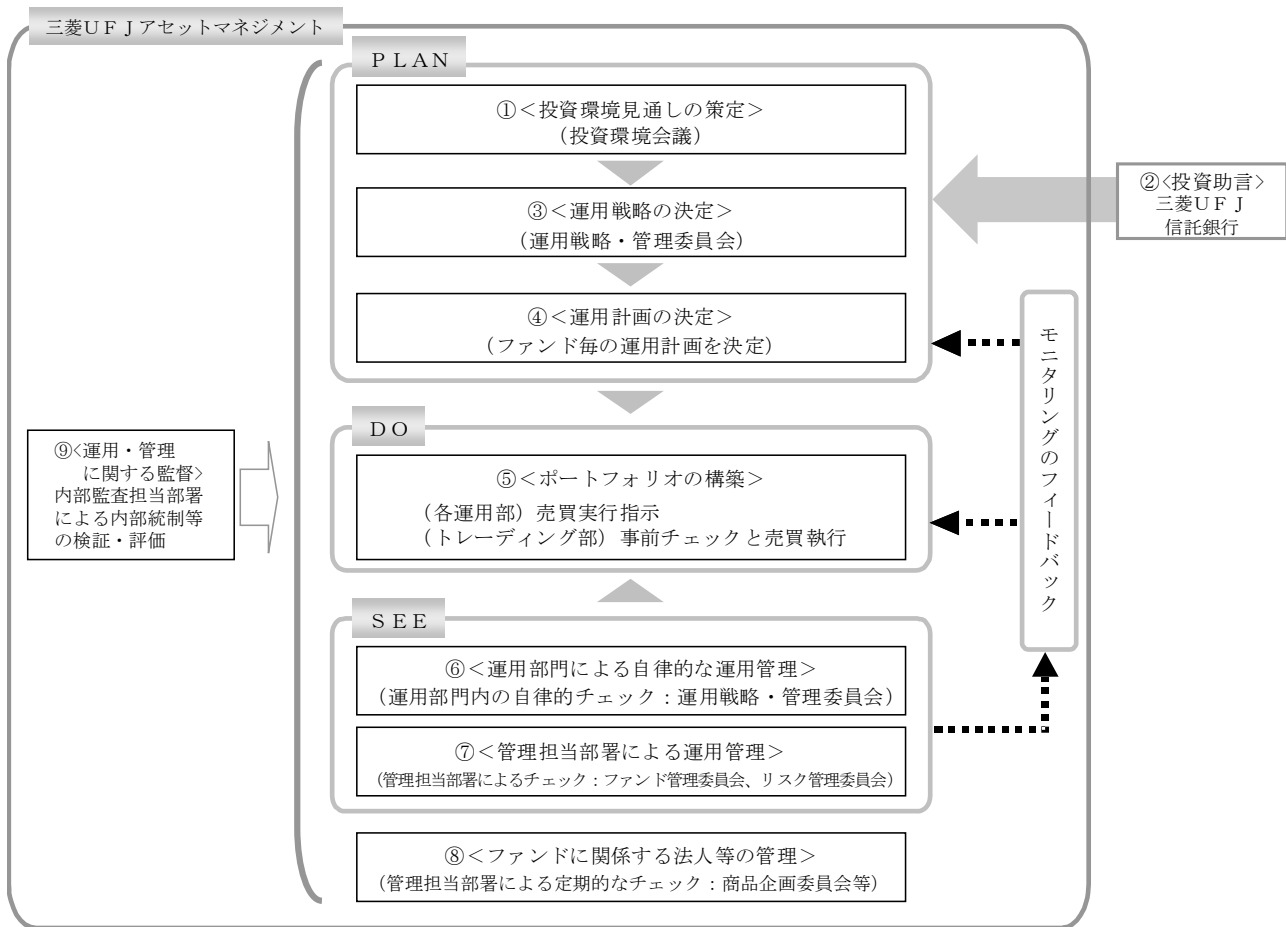 三菱ＵＦＪアセットマネジメント
ＰＬＡＮ
①＜投資環境見通しの策定＞
（投資環境会議）
②＜投資助言＞
三菱ＵＦＪ
信託銀行
③＜運用戦略の決定＞
（運用戦略・管理委員会）
④＜運用計画の決定＞
（ファンド毎の運用計画を決定）
モニタリングのフィードバック
ＤＯ
⑤＜ポートフォリオの構築＞
（各運用部）売買実行指示
（トレーディング部）事前チェックと売買執行
⑨＜運用・管理
に関する監督＞
内部監査担当部署
による内部統制等
の検証・評価
ＳＥＥ
⑥＜運用部門による自律的な運用管理＞
（運用部門内の自律的チェック：運用戦略・管理委員会）
⑦＜管理担当部署による運用管理＞
（管理担当部署によるチェック：ファンド管理委員会、リスク管理委員会）
⑧＜ファンドに関係する法人等の管理＞
（管理担当部署による定期的なチェック：商品企画委員会等）